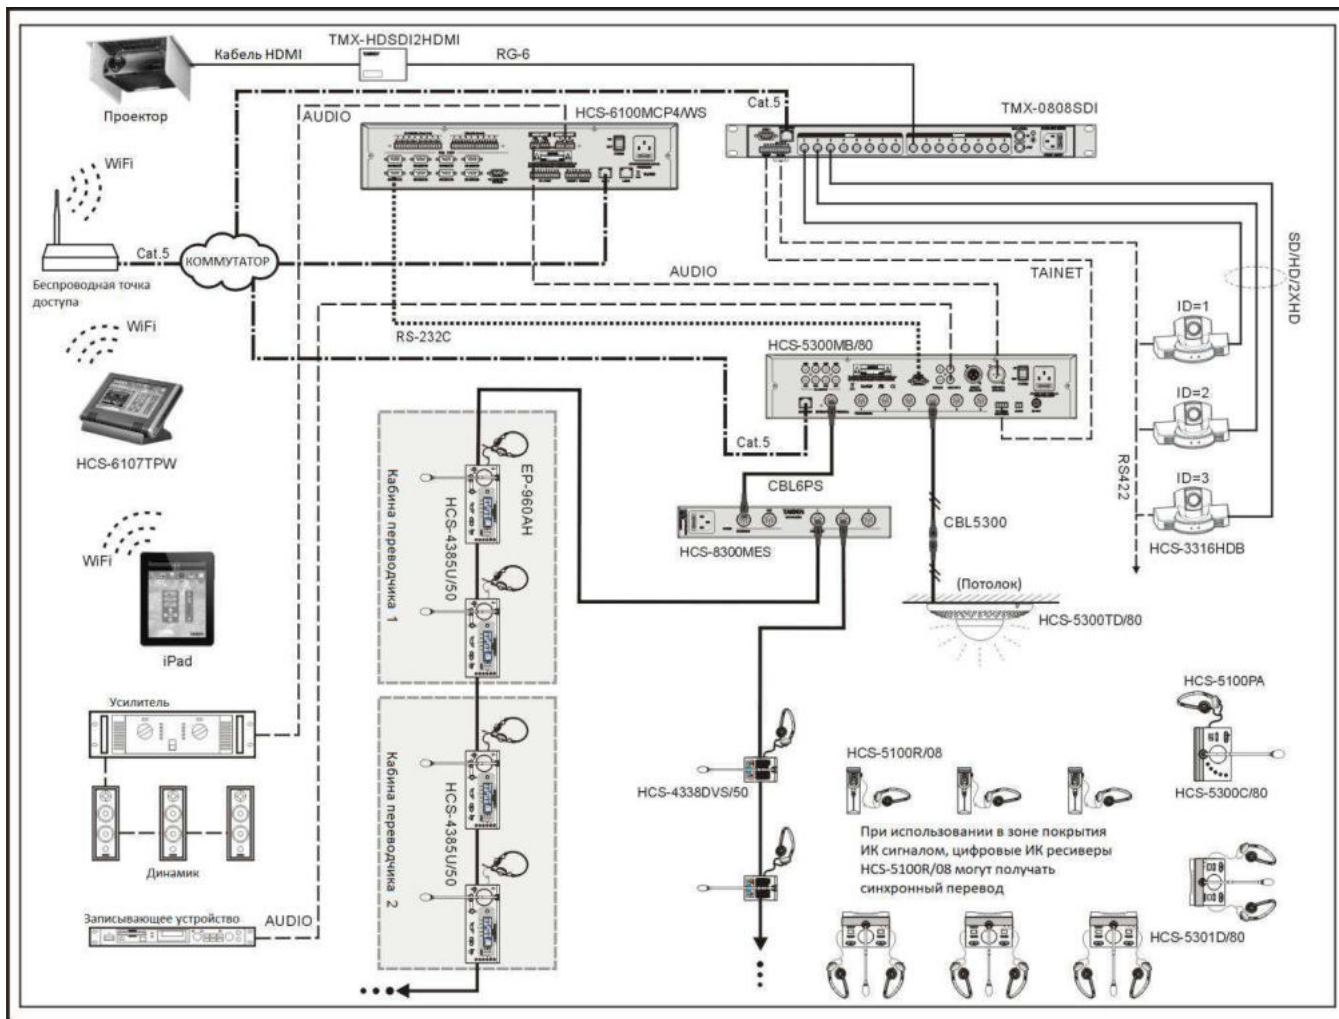 TMX-HDSDI2HDMI
Кабель HDMI
RG-6
Проектор
AUDIO
HCS-6100MCP4/WS
Cat.5
TMX-0808SDI
WiFi
Cat.5
КОММУТАТОР
Беспроводная точка
доступа
AUDIO
TAINET
SD/HD/2XHD
WiFi
RS-232C
HCS-5300MB/80
ID=1
HCS-6107TPW
Cat.5
ID=2
CBL6PS
RS422
EP-960AH
Кабина переводчика 1
HCS-4385U/50
ID=3
HCS-8300MES
CBL5300
HCS-3316HDB
WiFi
iPad
(Потолок)
HCS-5300TD/80
Усилитель
HCS-5100PA
Кабина переводчика 2
HCS-4385U/50
HCS-5100R/08
HCS-4338DVS/50
HCS-5300C/80
При использовании в зоне покрытия
ИК сигналом, цифровые ИК ресиверы
HCS-5100R/08 могут получать
синхронный перевод
Динамик
Записывающее устройство
AUDIO
HCS-5301D/80